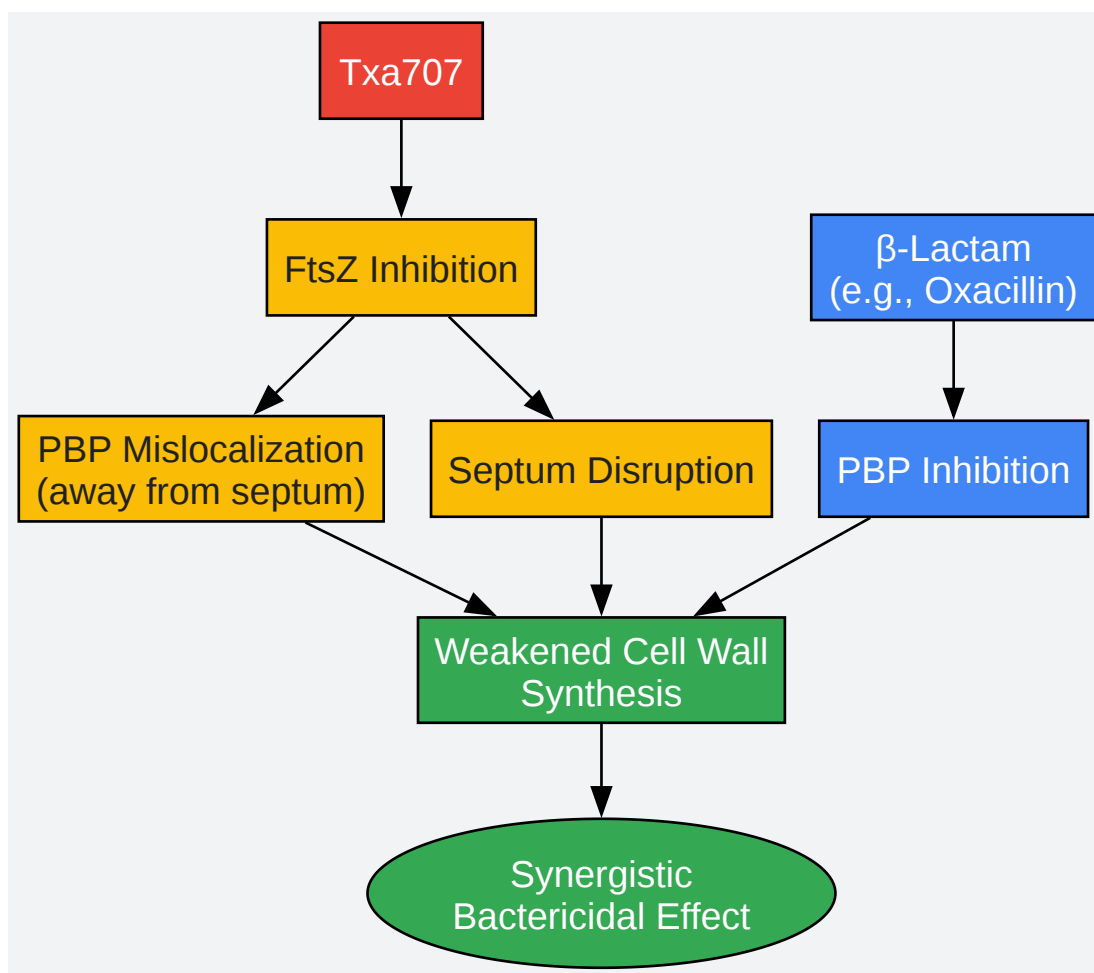 Txa707
FtsZ Inhibition
β-Lactam
(e.g., Oxacillin)
PBP Mislocalization
(away from septum)
Septum Disruption
PBP Inhibition
Weakened Cell Wall
Synthesis
Synergistic
Bactericidal Effect